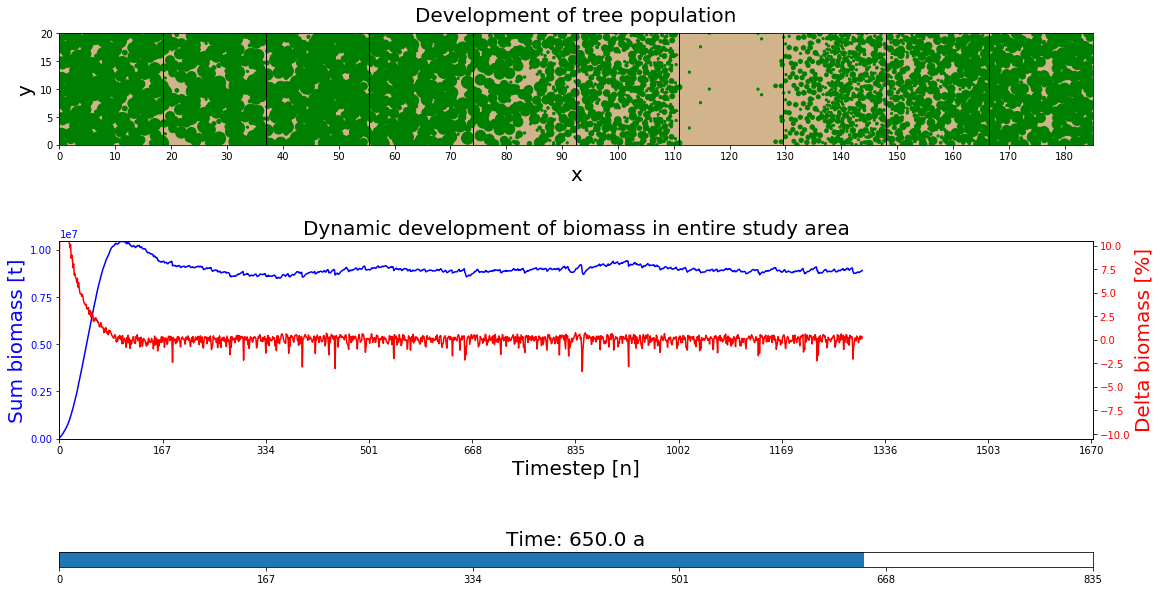 Development of tree population
20
15
10
5
0
y
0 10 20 30 40 50 60 70 80 90 100 110 120 130 140 150 160 170 180
x
Dynamic development of biomass in entire study area
1e7
1.00
0.75
0.50
0.25
0.00
Sum biomass [t]
10.0
7.5
5.0
2.5
0.0
−2.5
−5.0
−7.5
−10.0
Delta biomass [%]
0 167 334 501 668 835 1002 1169 1336 1503 1670
Timestep [n]
Time: 650.0 a
0 167 334 501 668 835